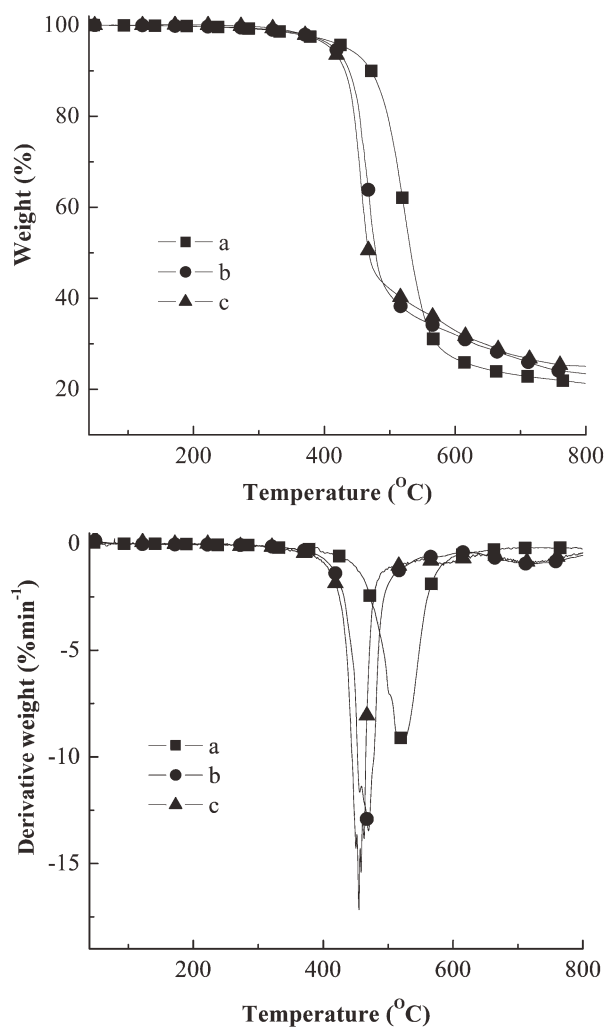 100
80
60
40
20
Weight (%)
a
b
c
200 400 600 800
Temperature (°C)
0
-5
-10
-15
Derivative weight (%min⁻¹)
a
b
c
200 400 600 800
Temperature (°C)